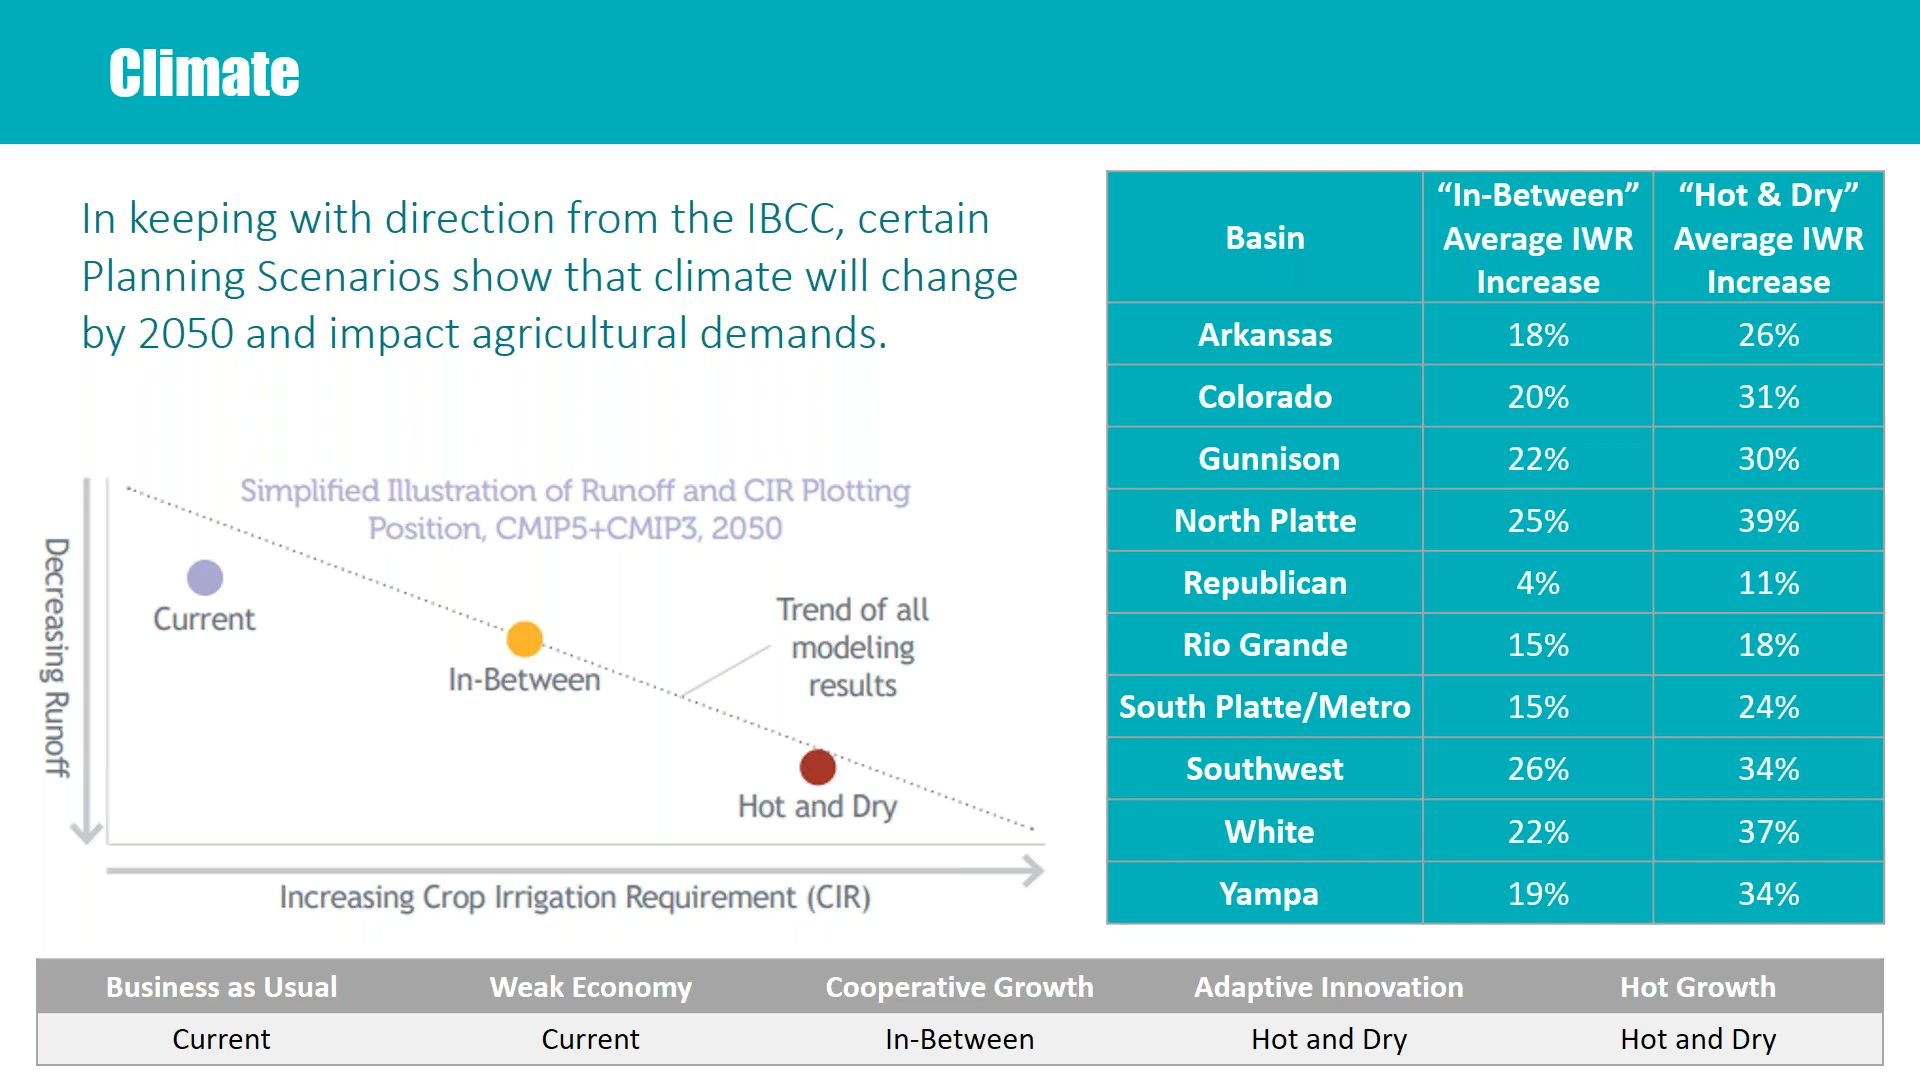 Climate
In keeping with direction from the IBCC, certain
Planning Scenarios show that climate will change
by 2050 and impact agricultural demands.
Simplified Illustration of Runoff and CIR Plotting
Position, CMIP5+CMIP3, 2050
Decreasing Runoff
Current
In-Between
Trend of all
modeling
results
Hot and Dry
Increasing Crop Irrigation Requirement (CIR)
Basin “In-Between” Average IWR Increase “Hot & Dry” Average IWR Increase
Arkansas 18% 26%
Colorado 20% 31%
Gunnison 22% 30%
North Platte 25% 39%
Republican 4% 11%
Rio Grande 15% 18%
South Platte/Metro 15% 24%
Southwest 26% 34%
White 22% 37%
Yampa 19% 34%
Business as Usual Weak Economy Cooperative Growth Adaptive Innovation Hot Growth
Current Current In-Between Hot and Dry Hot and Dry